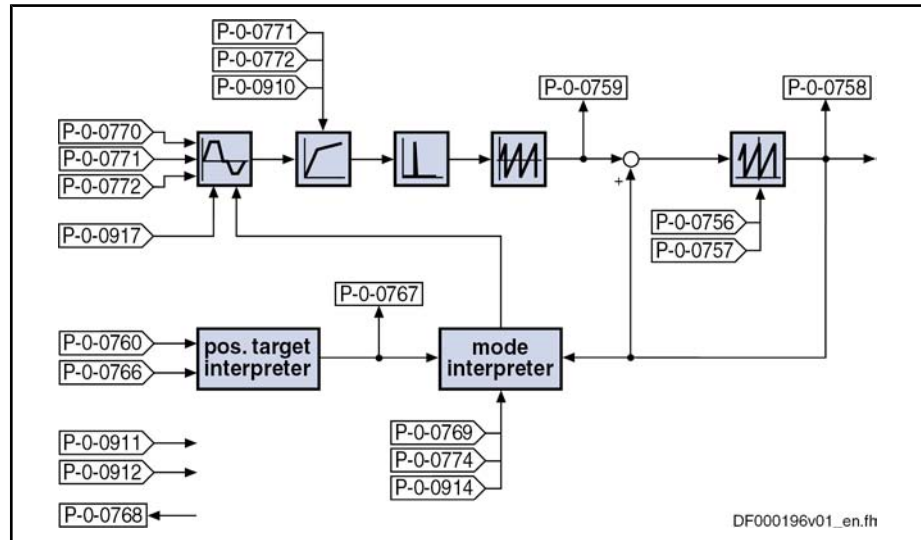 P-0-0771
P-0-0772
P-0-0910
P-0-0759
P-0-0758
P-0-0770
P-0-0771
P-0-0772
P-0-0917
+
P-0-0756
P-0-0757
P-0-0767
P-0-0760
P-0-0766
pos. target
interpreter
mode
interpreter
P-0-0911
P-0-0912
P-0-0768
P-0-0769
P-0-0774
P-0-0914
DF000196v01_en.fh